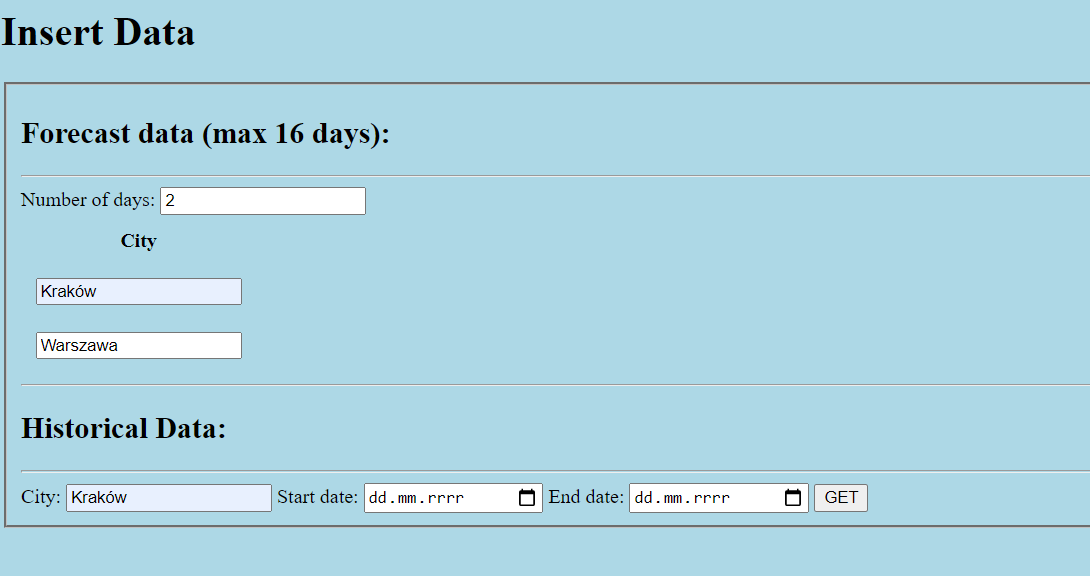 Insert Data
Forecast data (max 16 days):
Number of days: 2
City
Kraków
Warszawa
Historical Data:
City: Kraków Start date: dd.mm.rrrr End date: dd.mm.rrrr GET